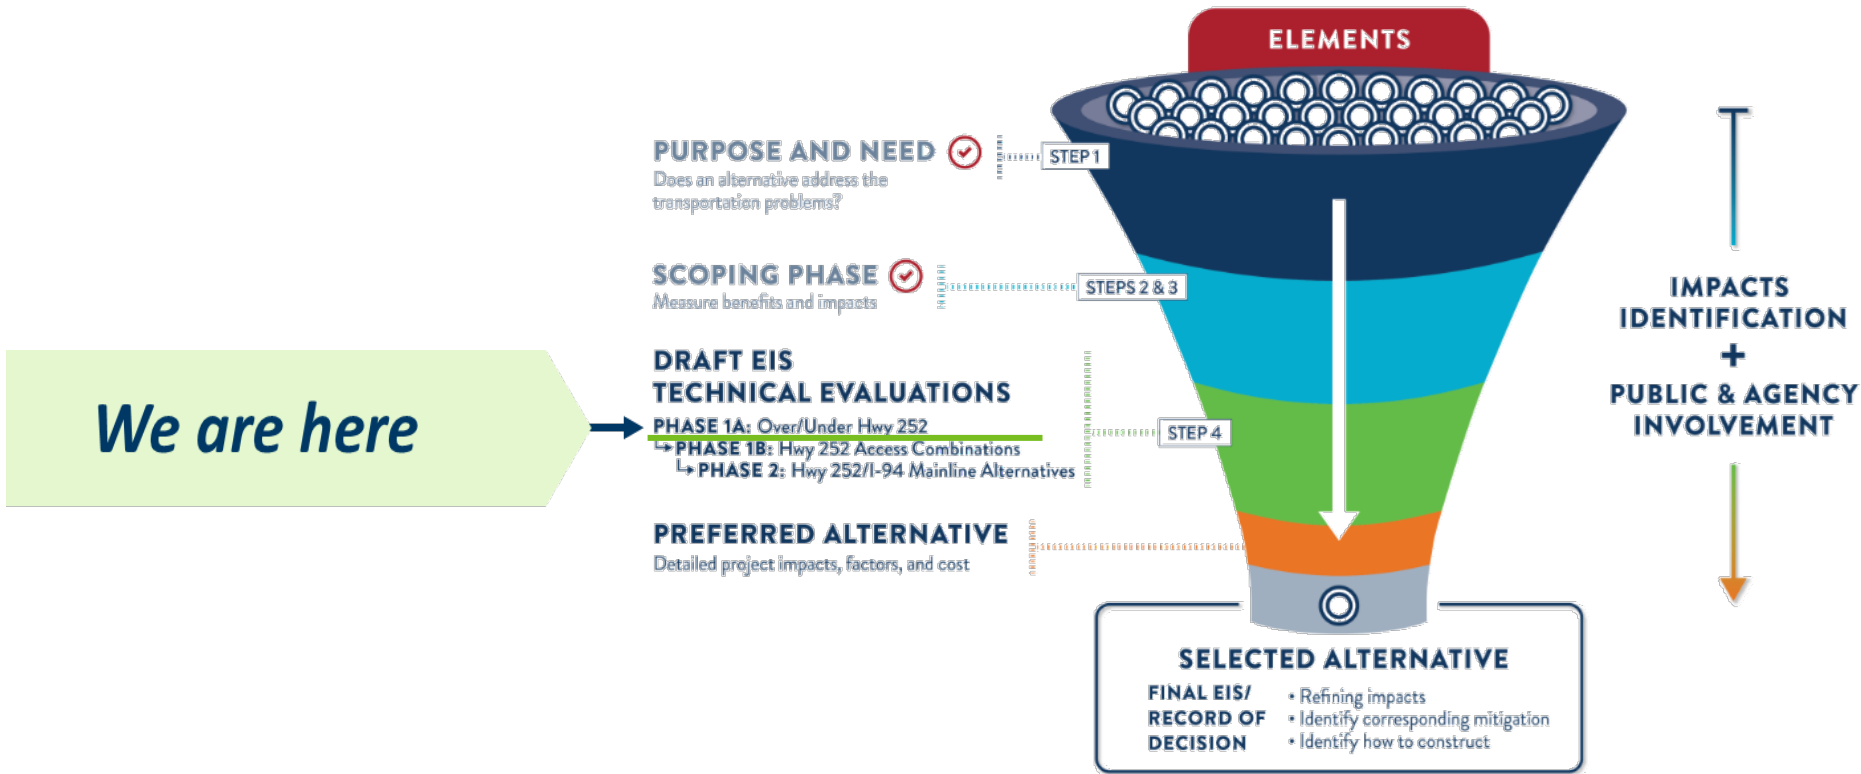 ELEMENTS
PURPOSE AND NEED
Does an alternative address the
transportation problems?
STEP 1
SCOPING PHASE
Measure benefits and impacts
STEPS 2 & 3
We are here
DRAFT EIS
TECHNICAL EVALUATIONS
PHASE 1A: Over/Under Hwy 252
PHASE 1B: Hwy 252 Access Combinations
PHASE 2: Hwy 252/I-94 Mainline Alternatives
STEP 4
PREFERRED ALTERNATIVE
Detailed project impacts, factors, and cost
IMPACTS
IDENTIFICATION
+
PUBLIC & AGENCY
INVOLVEMENT
SELECTED ALTERNATIVE
FINAL EIS/
RECORD OF
DECISION
• Refining impacts
• Identify corresponding mitigation
• Identify how to construct